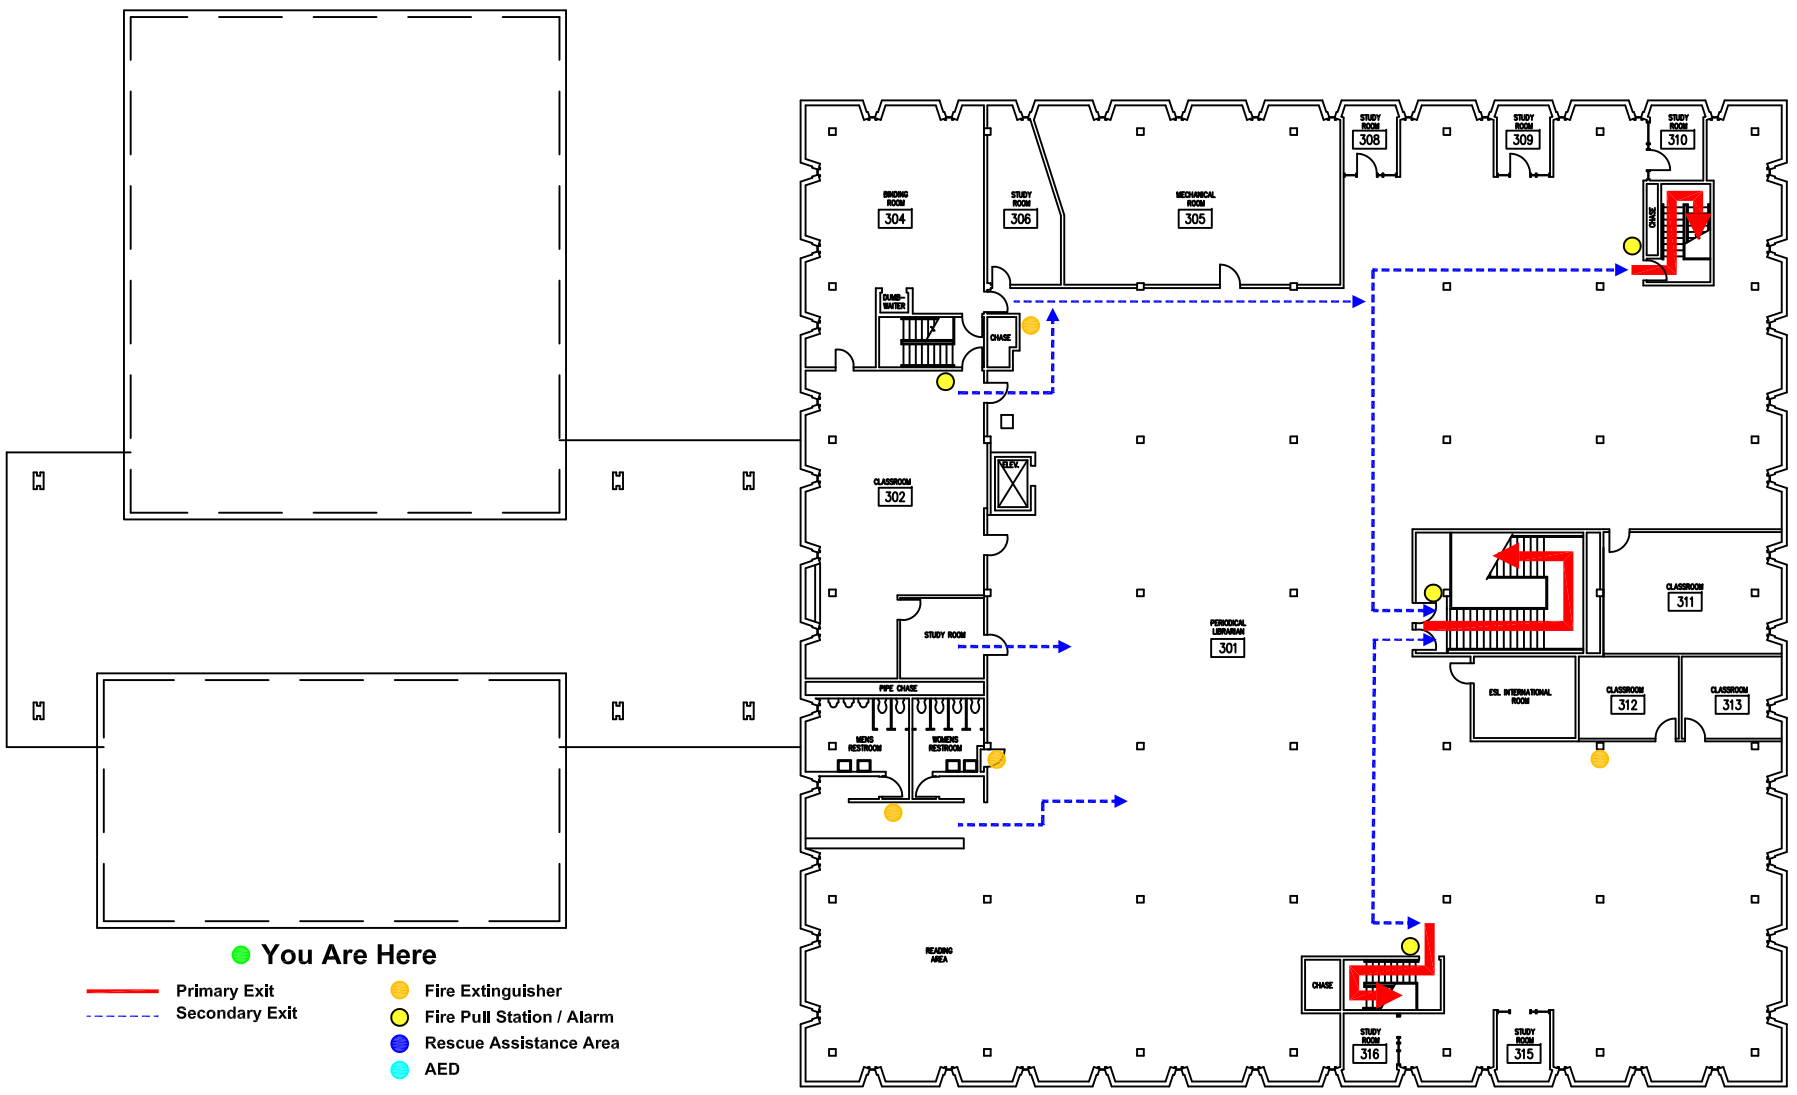 STUDY
ROOM
308
STUDY
ROOM
309
STUDY
ROOM
310
BINDING
ROOM
304
STUDY
ROOM
306
MECHANICAL
ROOM
305
CHASE
DUMB-
WAITER
CHASE
ELEV.
CLASSROOM
302
CLASSROOM
311
PERIODICAL
LIBRARIAN
301
STUDY ROOM
PIPE CHASE
ESL INTERNATIONAL
ROOM
CLASSROOM
312
CLASSROOM
313
MENS
RESTROOM
WOMENS
RESTROOM
READING
AREA
CHASE
STUDY
ROOM
316
STUDY
ROOM
315
You Are Here
Primary Exit
Secondary Exit
Fire Extinguisher
Fire Pull Station / Alarm
Rescue Assistance Area
AED